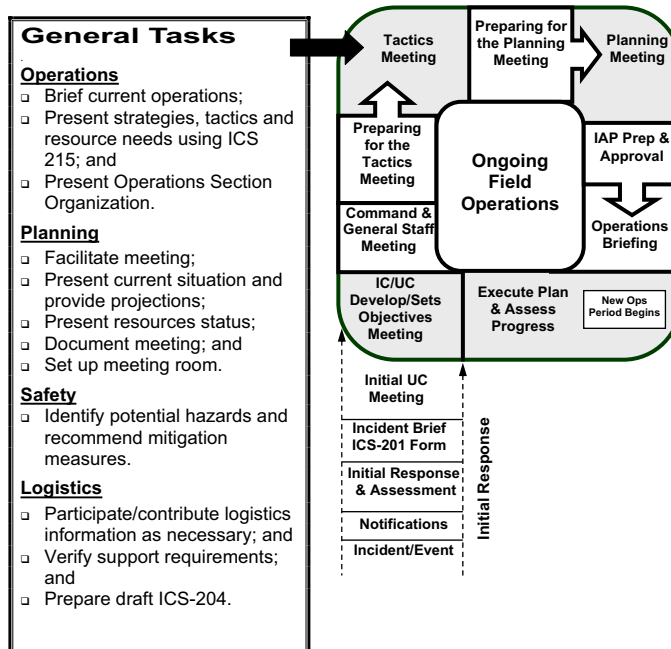 General Tasks
Operations
❑ Brief current operations;
❑ Present strategies, tactics and
resource needs using ICS
215; and
❑ Present Operations Section
Organization.
Planning
❑ Facilitate meeting;
❑ Present current situation and
provide projections;
❑ Present resources status;
❑ Document meeting; and
❑ Set up meeting room.
Safety
❑ Identify potential hazards and
recommend mitigation
measures.
Logistics
❑ Participate/contribute logistics
information as necessary; and
❑ Verify support requirements;
and
❑ Prepare draft ICS-204.
Tactics
Meeting
Preparing for
the Planning
Meeting
Planning
Meeting
Preparing
for the
Tactics
Meeting
Ongoing
Field
Operations
IAP Prep &
Approval
Command &
General Staff
Meeting
Operations
Briefing
IC/UC
Develop/Sets
Objectives
Meeting
Execute Plan
& Assess
Progress
New Ops
Period Begins
Initial UC
Meeting
Incident Brief
ICS-201 Form
Initial Response
& Assessment
Notifications
Incident/Event
Initial Response